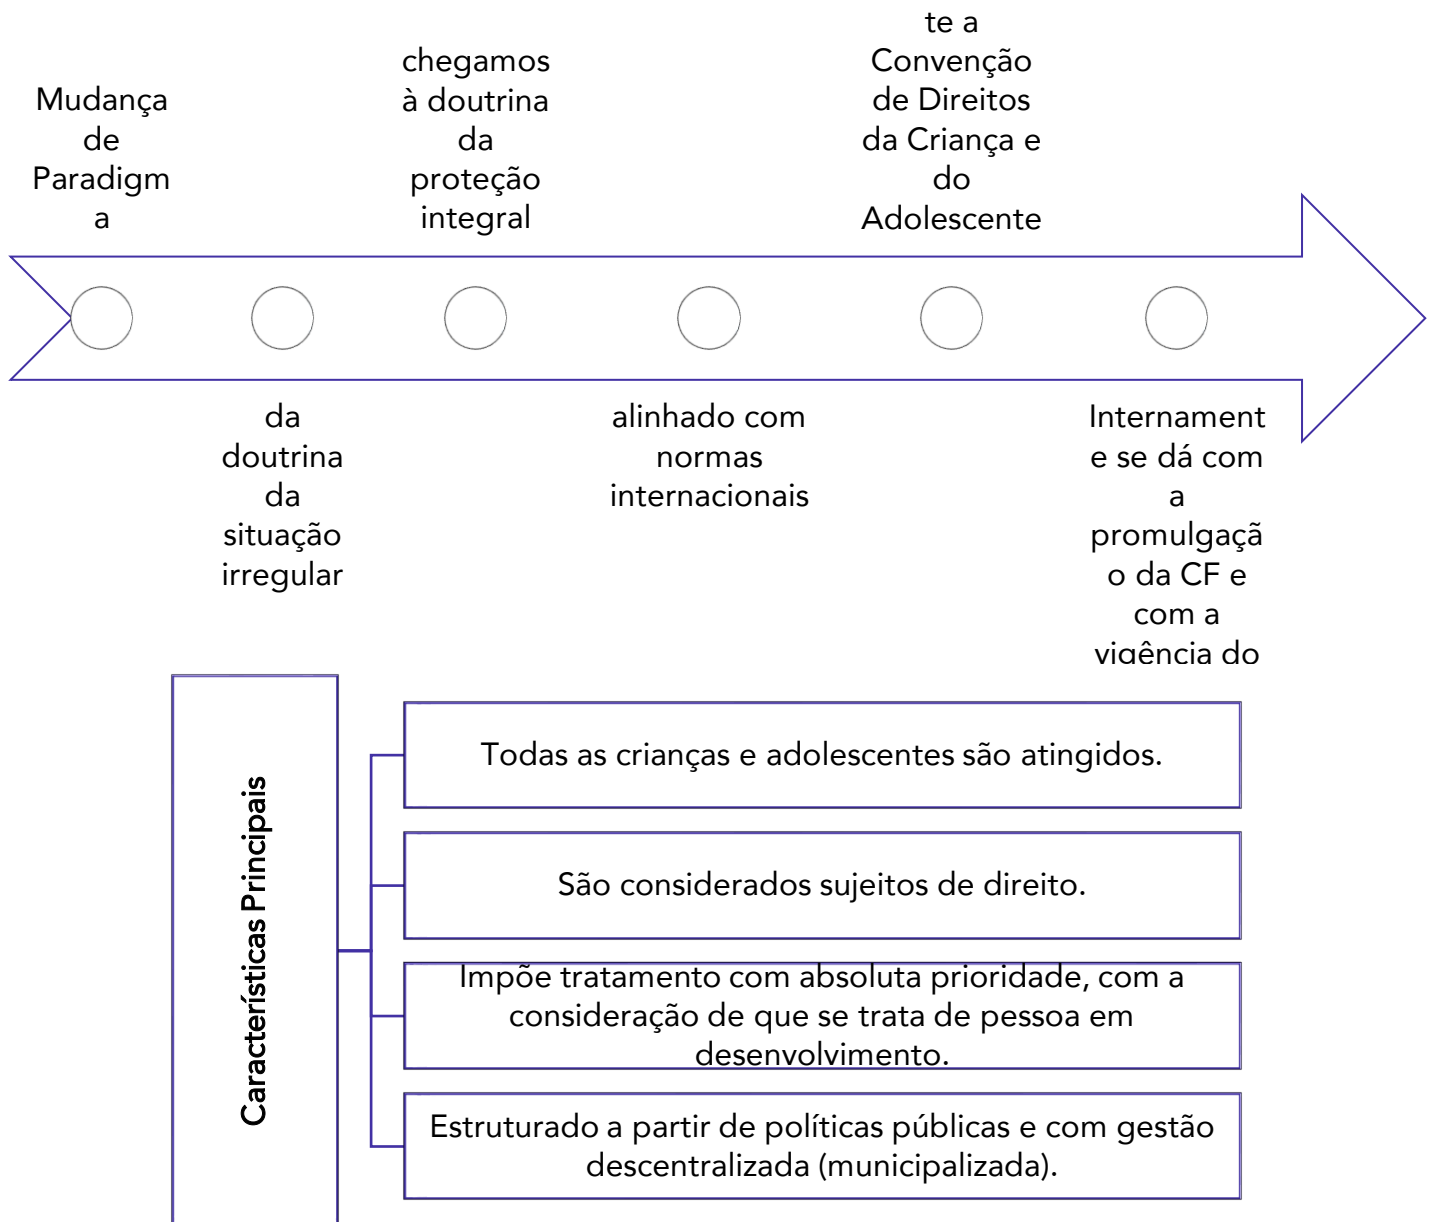 Mudança
de
Paradigm
a
da
doutrina
da
situação
irregular
chegamos
à doutrina
da
proteção
integral
alinhado com
normas
internacionais
te a
Convenção
de Direitos
da Criança e
do
Adolescente
Internament
e se dá com
a
promulgaçã
o da CF e
com a
vigência do
Características Principais
Todas as crianças e adolescentes são atingidos.
São considerados sujeitos de direito.
Impõe tratamento com absoluta prioridade, com a
consideração de que se trata de pessoa em
desenvolvimento.
Estruturado a partir de políticas públicas e com gestão
descentralizada (municipalizada).